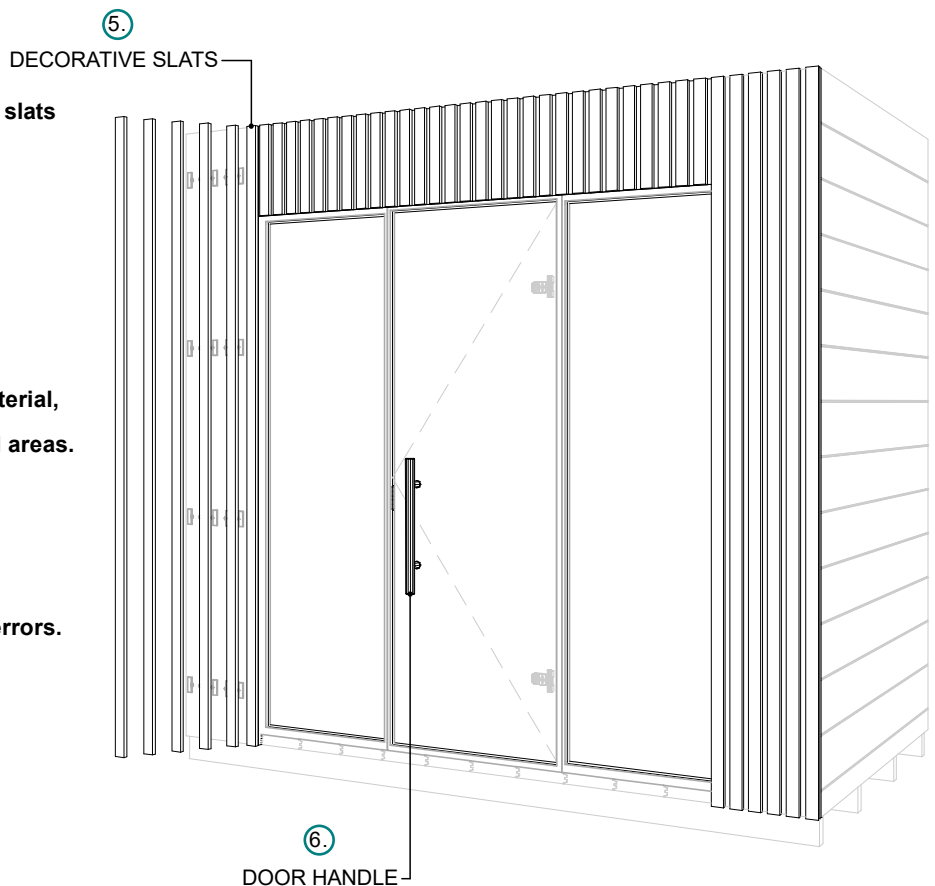 5.
DECORATIVE SLATS
slats
terial,
areas.
errors.
6.
DOOR HANDLE